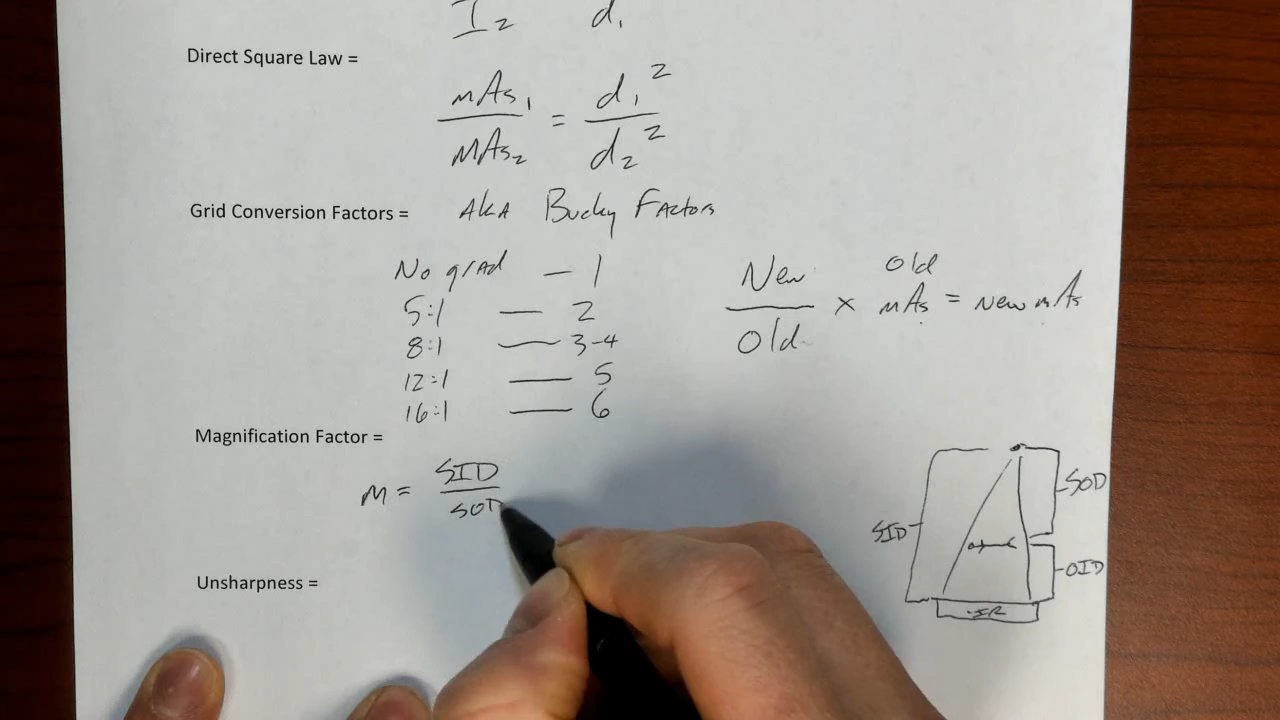 I₂ d₁
Direct Square Law =
mAs₁ = d₁²
mAs₂ d₂²
Grid Conversion Factors = AKA Bucky Factors
No grad — 1
5:1 — 2
8:1 — 3-4
12:1 — 5
16:1 — 6
New × Old mAs = New mAs
Old
Magnification Factor =
M = SID
SOD
SID
SOD
OID
IR
Unsharpness =